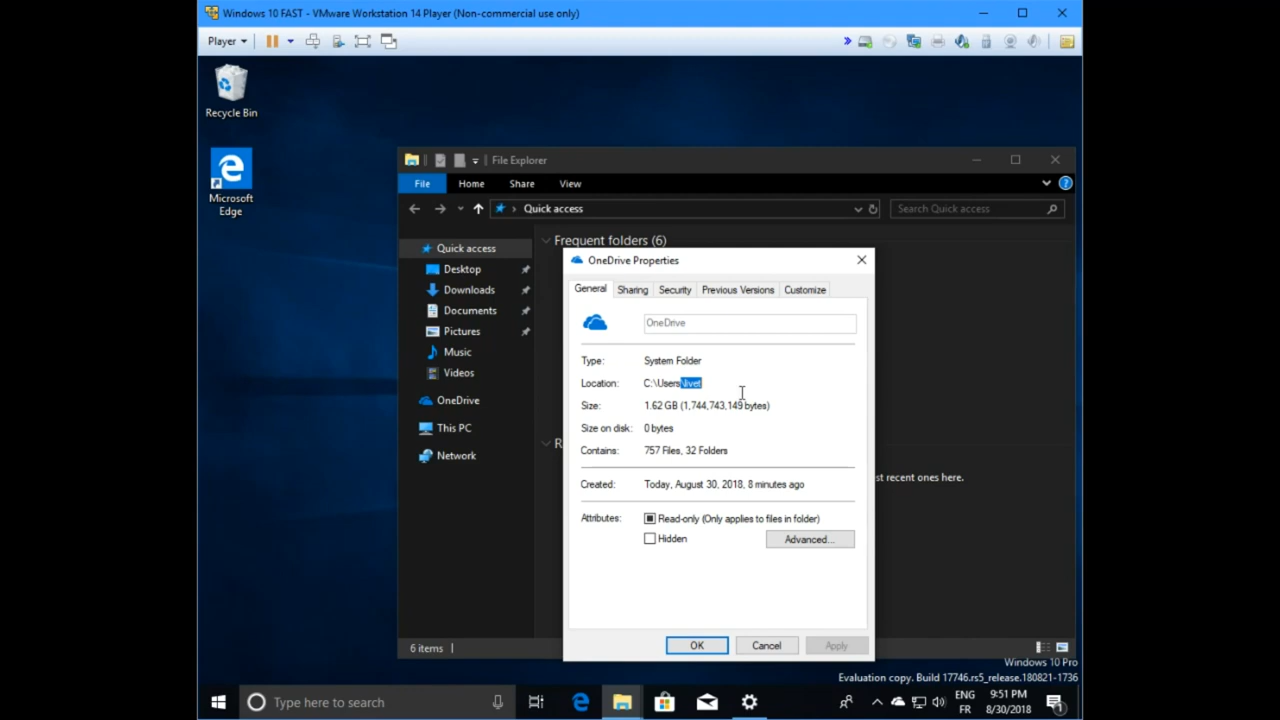 Windows 10 FAST - VMware Workstation 14 Player (Non-commercial use only)
Player
Recycle Bin
Microsoft
Edge
File Explorer
File Home Share View
Quick access
Search Quick access
Quick access
Desktop
Downloads
Documents
Pictures
Music
Videos
OneDrive
This PC
Network
Frequent folders (6)
OneDrive Properties
General Sharing Security Previous Versions Customize
OneDrive
Type: System Folder
Location: C:\Users\livet
Size: 1.62 GB (1,744,743,149 bytes)
Size on disk: 0 bytes
Contains: 757 Files, 32 Folders
Created: Today, August 30, 2018, 8 minutes ago
Attributes: Read-only (Only applies to files in folder)
Hidden
Advanced...
OK Cancel Apply
R
st recent ones here.
6 items
Windows 10 Pro
Evaluation copy. Build 17746.rs5_release.180821-1736
Type here to search
ENG
FR
9:51 PM
8/30/2018
1